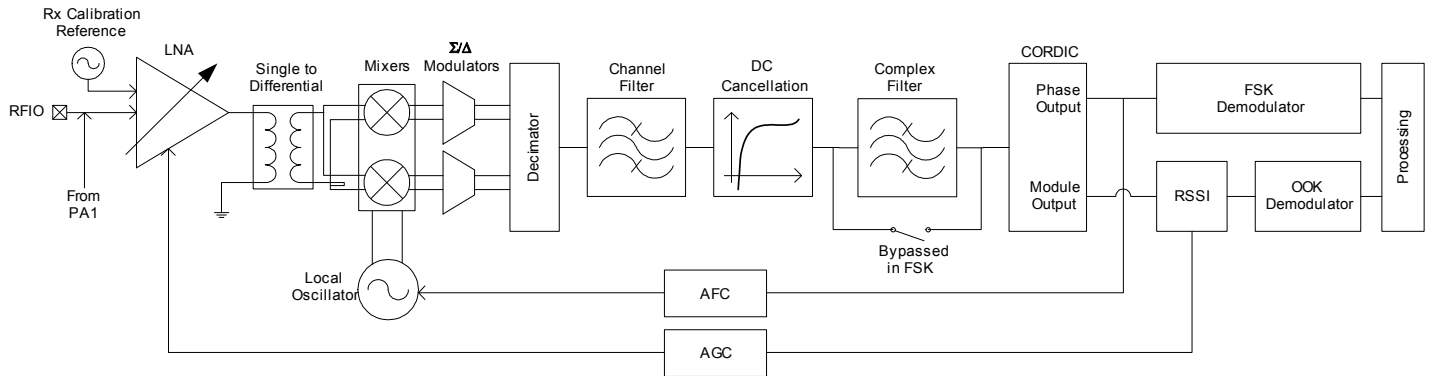 Rx Calibration
Reference
LNA
RFIO
From
PA1
Single to
Differential
Mixers
Σ/Δ
Modulators
Local
Oscillator
Decimator
Channel
Filter
DC
Cancellation
Complex
Filter
Bypassed
in FSK
CORDIC
Phase
Output
Module
Output
FSK
Demodulator
RSSI
OOK
Demodulator
Processing
AFC
AGC